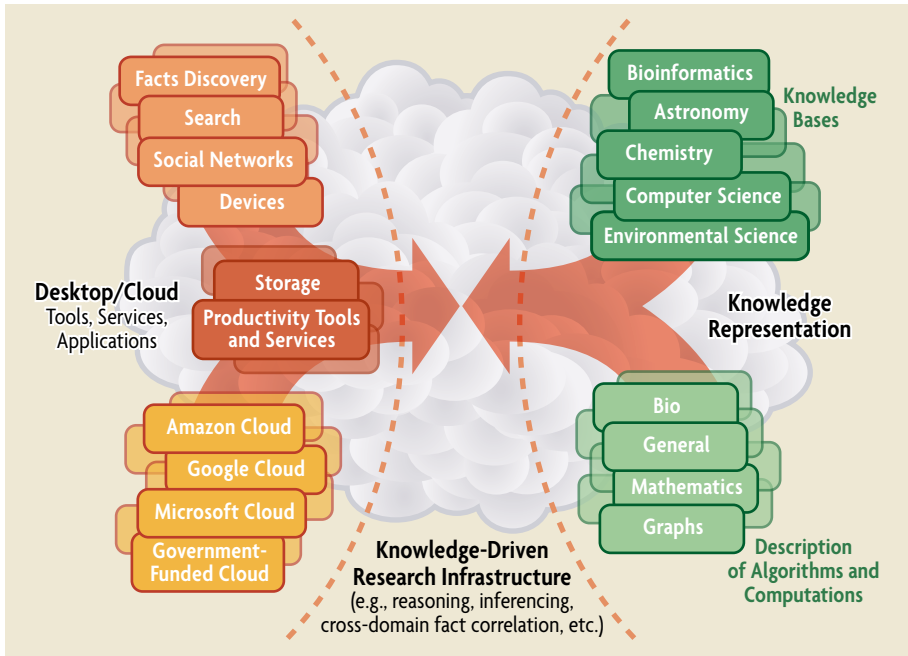 Facts Discovery
Search
Social Networks
Devices
Storage
Productivity Tools
and Services
Desktop/Cloud
Tools, Services,
Applications
Amazon Cloud
Google Cloud
Microsoft Cloud
Government-
Funded Cloud
Knowledge-Driven
Research Infrastructure
(e.g., reasoning, inferencing,
cross-domain fact correlation, etc.)
Bioinformatics
Astronomy
Chemistry
Computer Science
Environmental Science
Knowledge
Bases
Knowledge
Representation
Bio
General
Mathematics
Graphs
Description
of Algorithms and
Computations